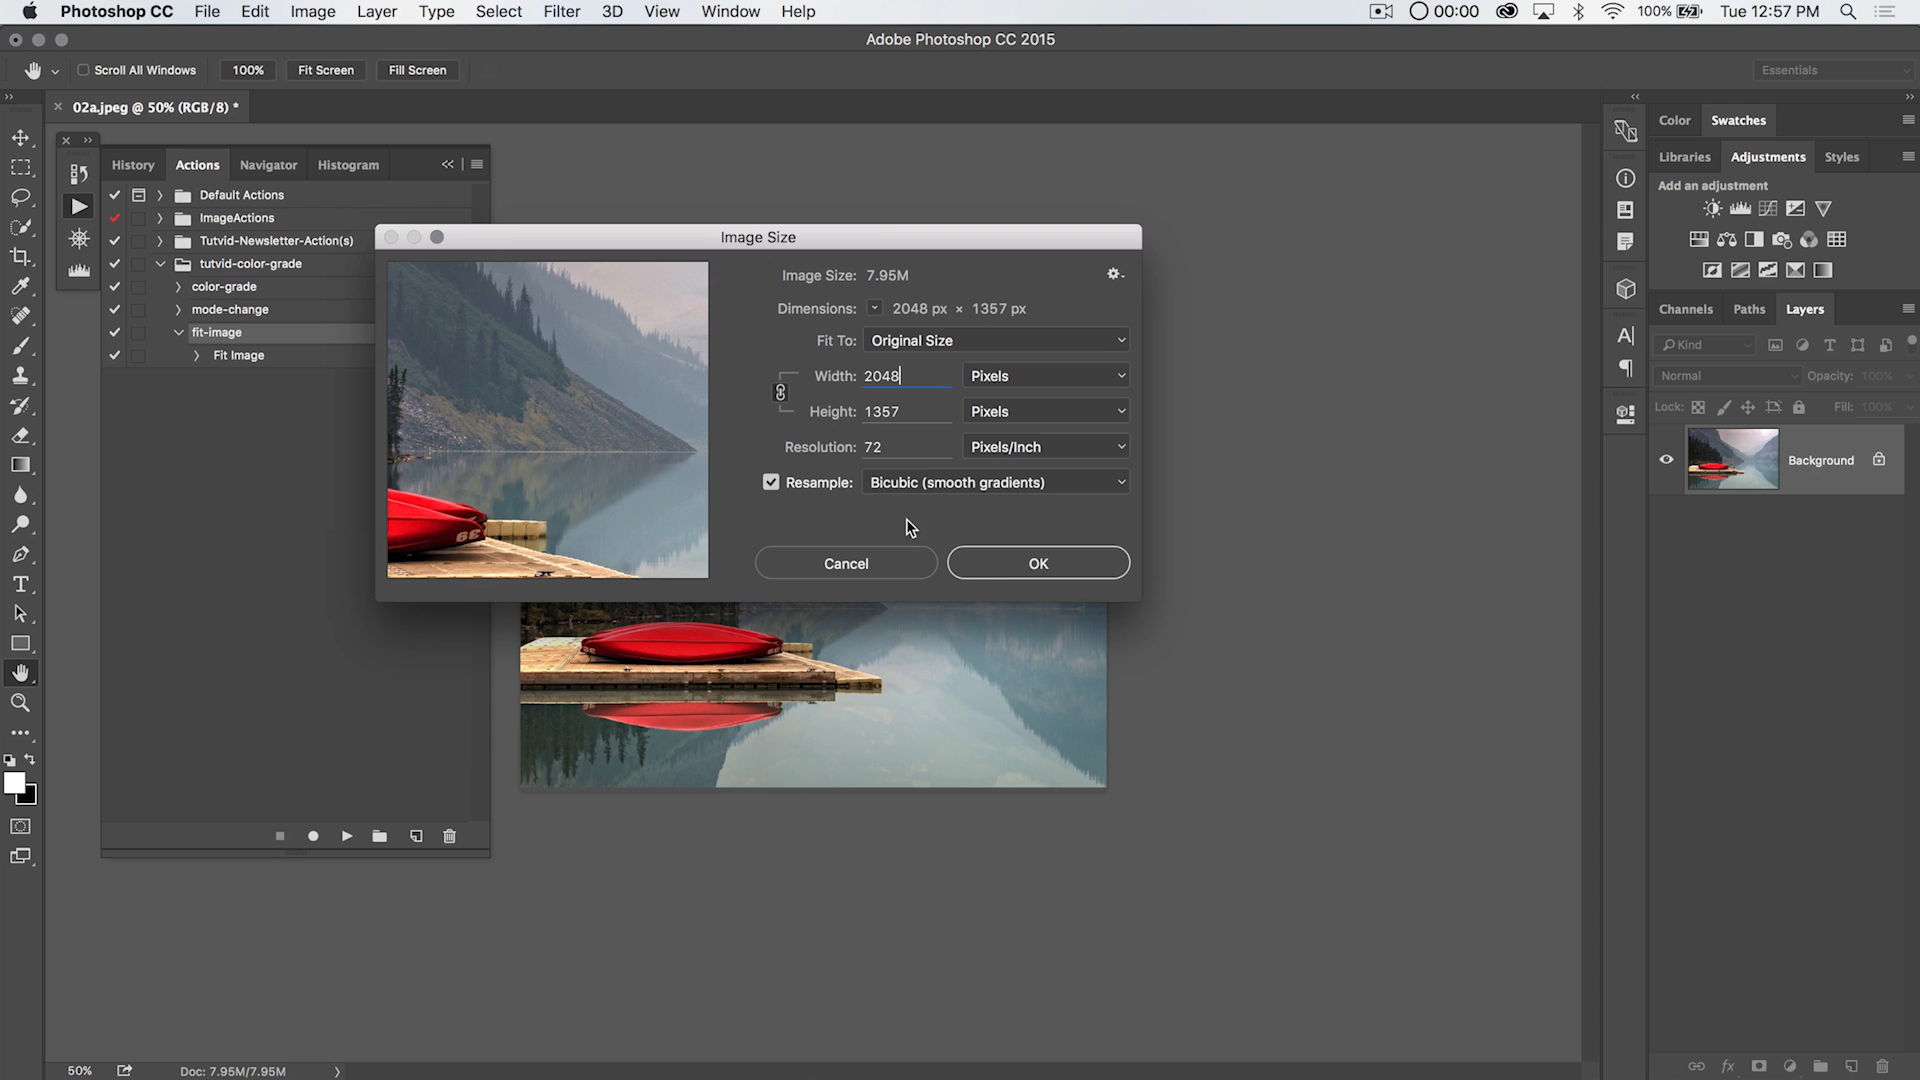 Photoshop CC File Edit Image Layer Type Select Filter 3D View Window Help 00:00 100% Tue 12:57 PM
Adobe Photoshop CC 2015
Scroll All Windows 100% Fit Screen Fill Screen Essentials
02a.jpeg @ 50% (RGB/8) *
History Actions Navigator Histogram
Default Actions
ImageActions
Tutvid-Newsletter-Action(s)
tutvid-color-grade
color-grade
mode-change
fit-image
Fit Image
Image Size
Image Size: 7.95M
Dimensions: 2048 px × 1357 px
Fit To: Original Size
Width: 2048 Pixels
Height: 1357 Pixels
Resolution: 72 Pixels/Inch
Resample: Bicubic (smooth gradients)
Cancel OK
Color Swatches
Libraries Adjustments Styles
Add an adjustment
Channels Paths Layers
Kind
Normal Opacity: 100%
Lock: Fill: 100%
Background
50% Doc: 7.95M/7.95M